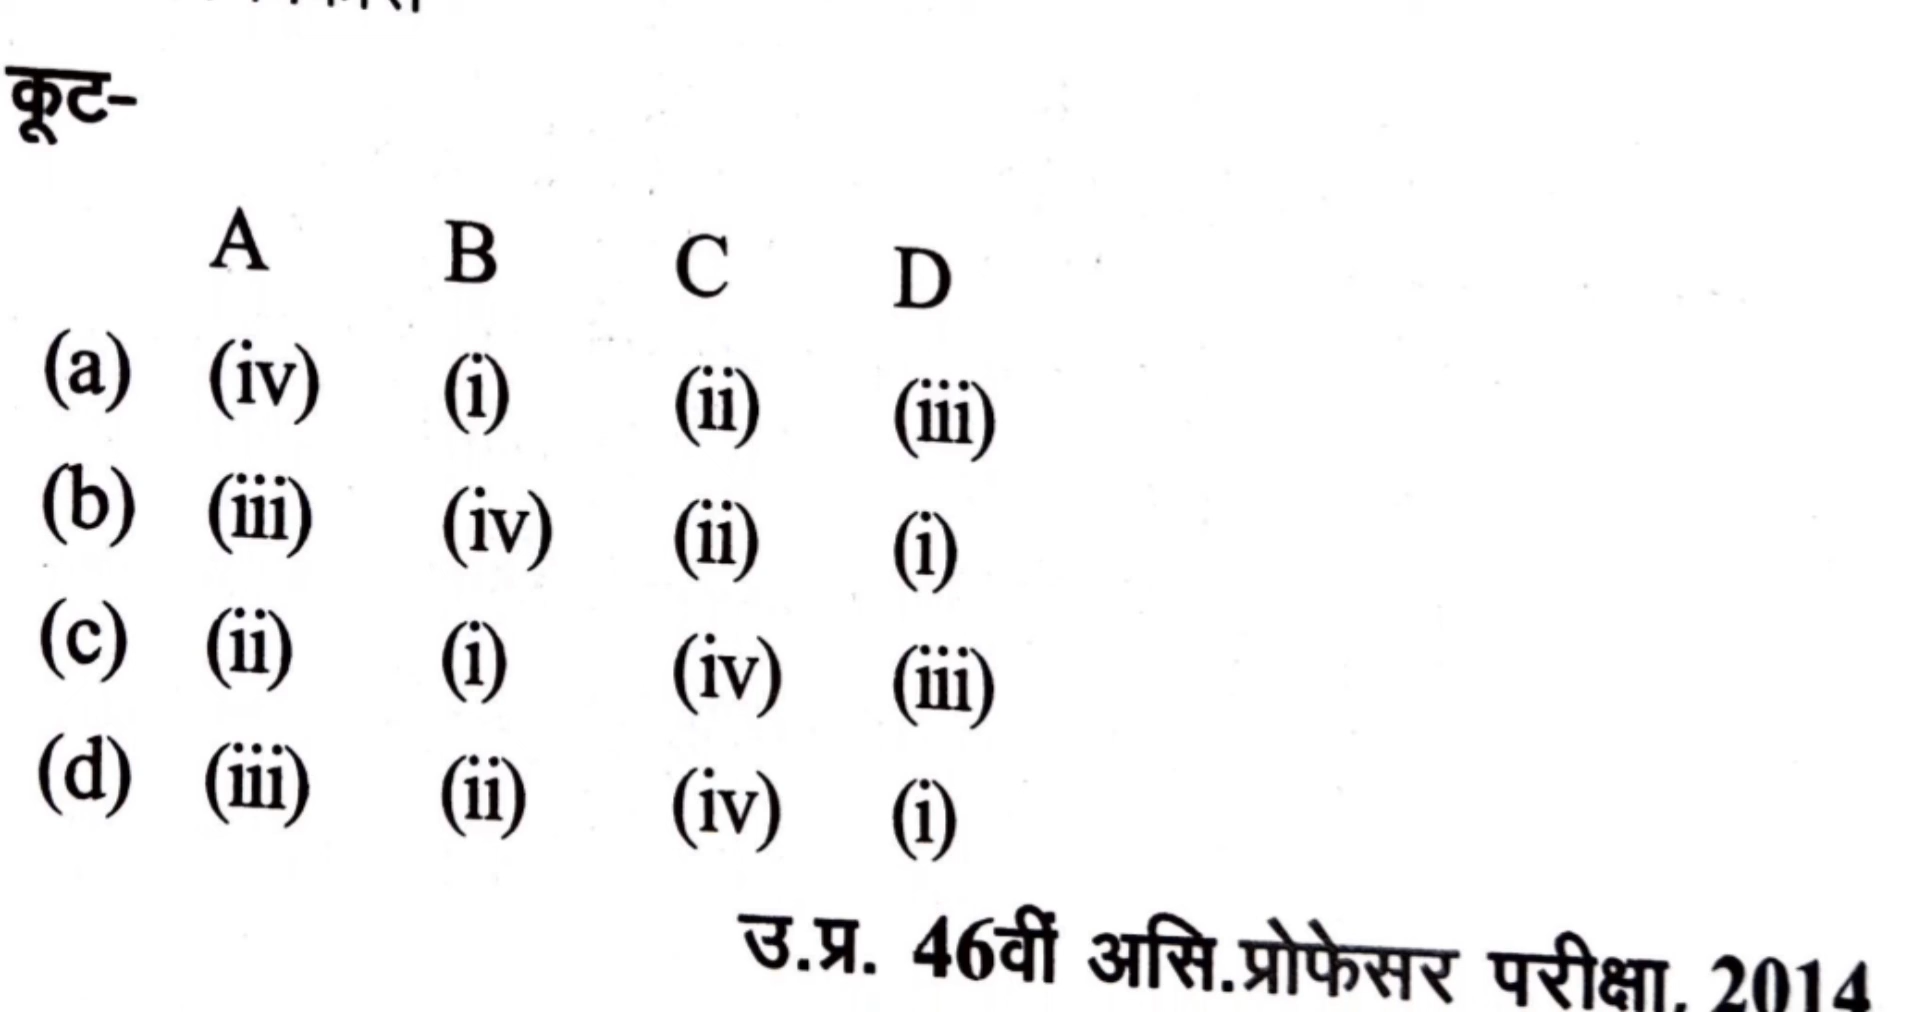 कूट-
A B C D
(a) (iv) (i) (ii) (iii)
(b) (iii) (iv) (ii) (i)
(c) (ii) (i) (iv) (iii)
(d) (iii) (ii) (iv) (i)
उ.प्र. 46वीं असि.प्रोफेसर परीक्षा, 2014